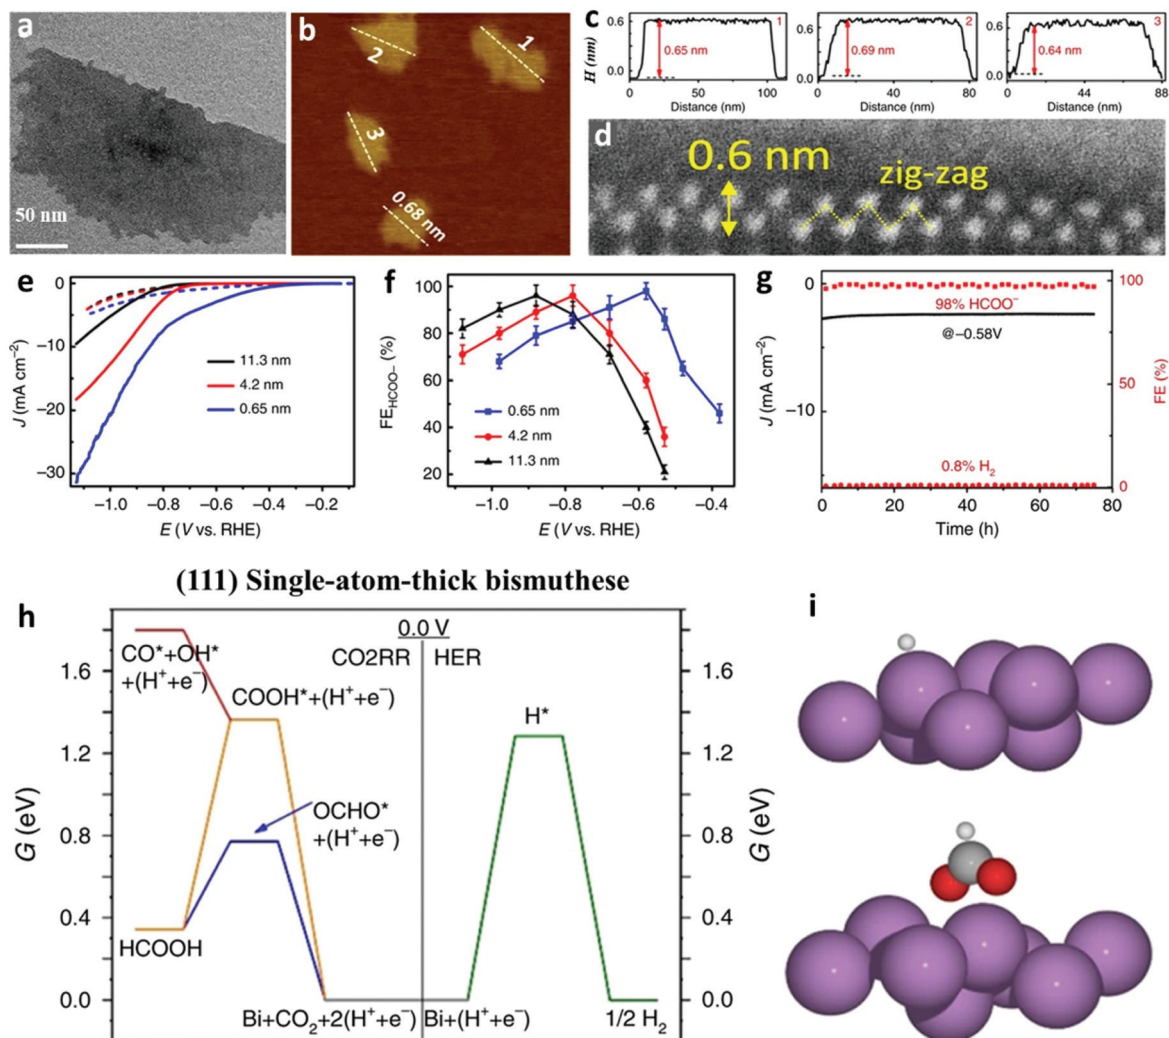 a
50 nm
b
1
2
3
0.68 nm
c
H (nm)
0.6
0.0
0.65 nm
1
0
50
100
Distance (nm)
0.6
0.0
0.69 nm
2
0
40
80
Distance (nm)
0.6
0.0
0.64 nm
3
0
44
88
Distance (nm)
d
0.6 nm
zig-zag
e
0
−10
−20
−30
J (mA cm−2)
11.3 nm
4.2 nm
0.65 nm
−1.0
−0.8
−0.6
−0.4
−0.2
E (V vs. RHE)
f
100
80
60
40
20
FEHCOO− (%)
0.65 nm
4.2 nm
11.3 nm
−1.0
−0.8
−0.6
−0.4
E (V vs. RHE)
g
0
−10
J (mA cm−2)
98% HCOO−
@−0.58V
0.8% H2
100
50
0
FE (%)
0
20
40
60
80
Time (h)
(111) Single-atom-thick bismuthese
h
1.6
1.2
0.8
0.4
0.0
G (eV)
0.0 V
CO2RR
HER
CO*+OH*
+(H++e−)
COOH*+(H++e−)
OCHO*
+(H++e−)
HCOOH
Bi+CO2+2(H++e−)
H*
Bi+(H++e−)
1/2 H2
1.6
1.2
0.8
0.4
0.0
G (eV)
i